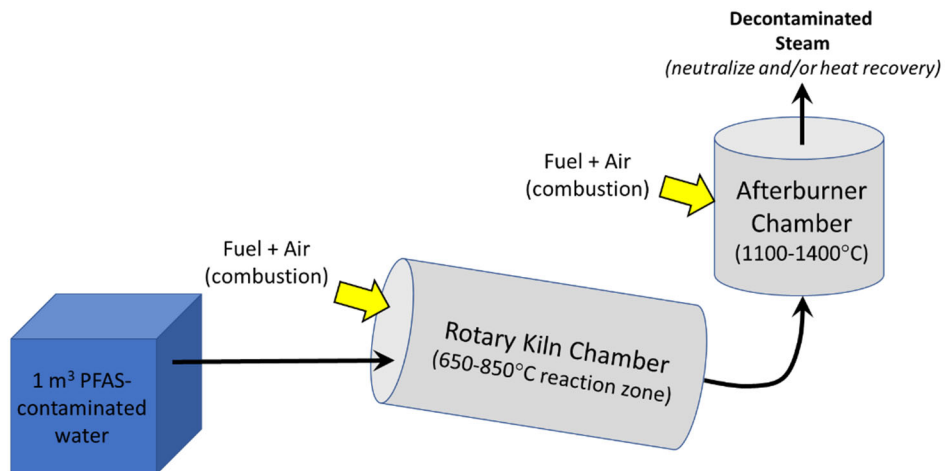 Decontaminated
Steam
(neutralize and/or heat recovery)
Fuel + Air
(combustion)
Afterburner
Chamber
(1100-1400°C)
Fuel + Air
(combustion)
Rotary Kiln Chamber
(650-850°C reaction zone)
1 m³ PFAS-
contaminated
water